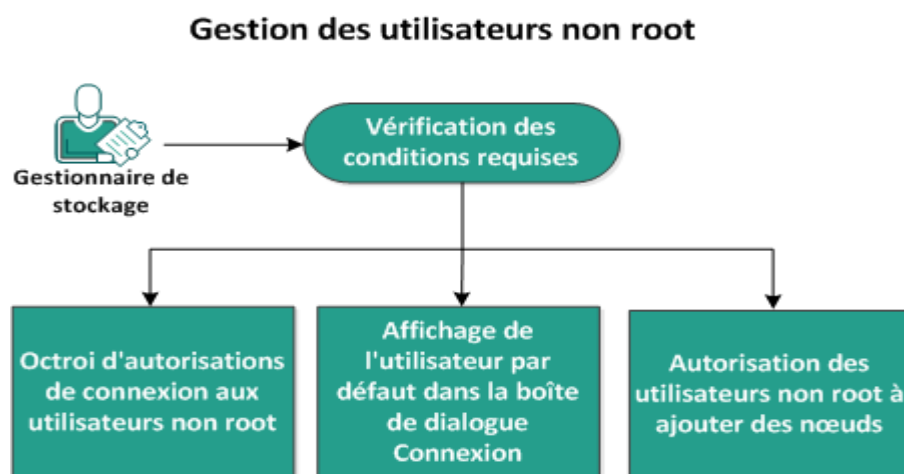 Gestion des utilisateurs non root
Vérification des
conditions requises
Gestionnaire de
stockage
Octroi d'autorisations
de connexion aux
utilisateurs non root
Affichage de
l'utilisateur par
défaut dans la boîte
de dialogue
Connexion
Autorisation des
utilisateurs non root à
ajouter des nœuds